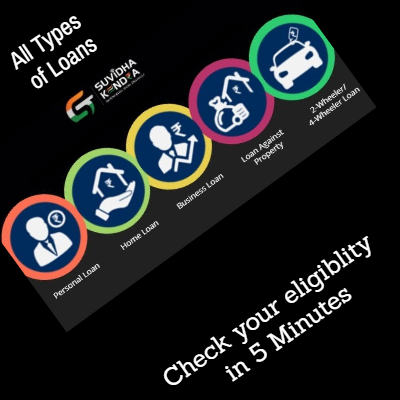 All Types
of Loans
SUVIDHA
KENDRA
Personal Loan
Home Loan
Business Loan
Loan Against
Property
2-Wheeler/
4-Wheeler Loan
Check your eligiblity
in 5 Minutes